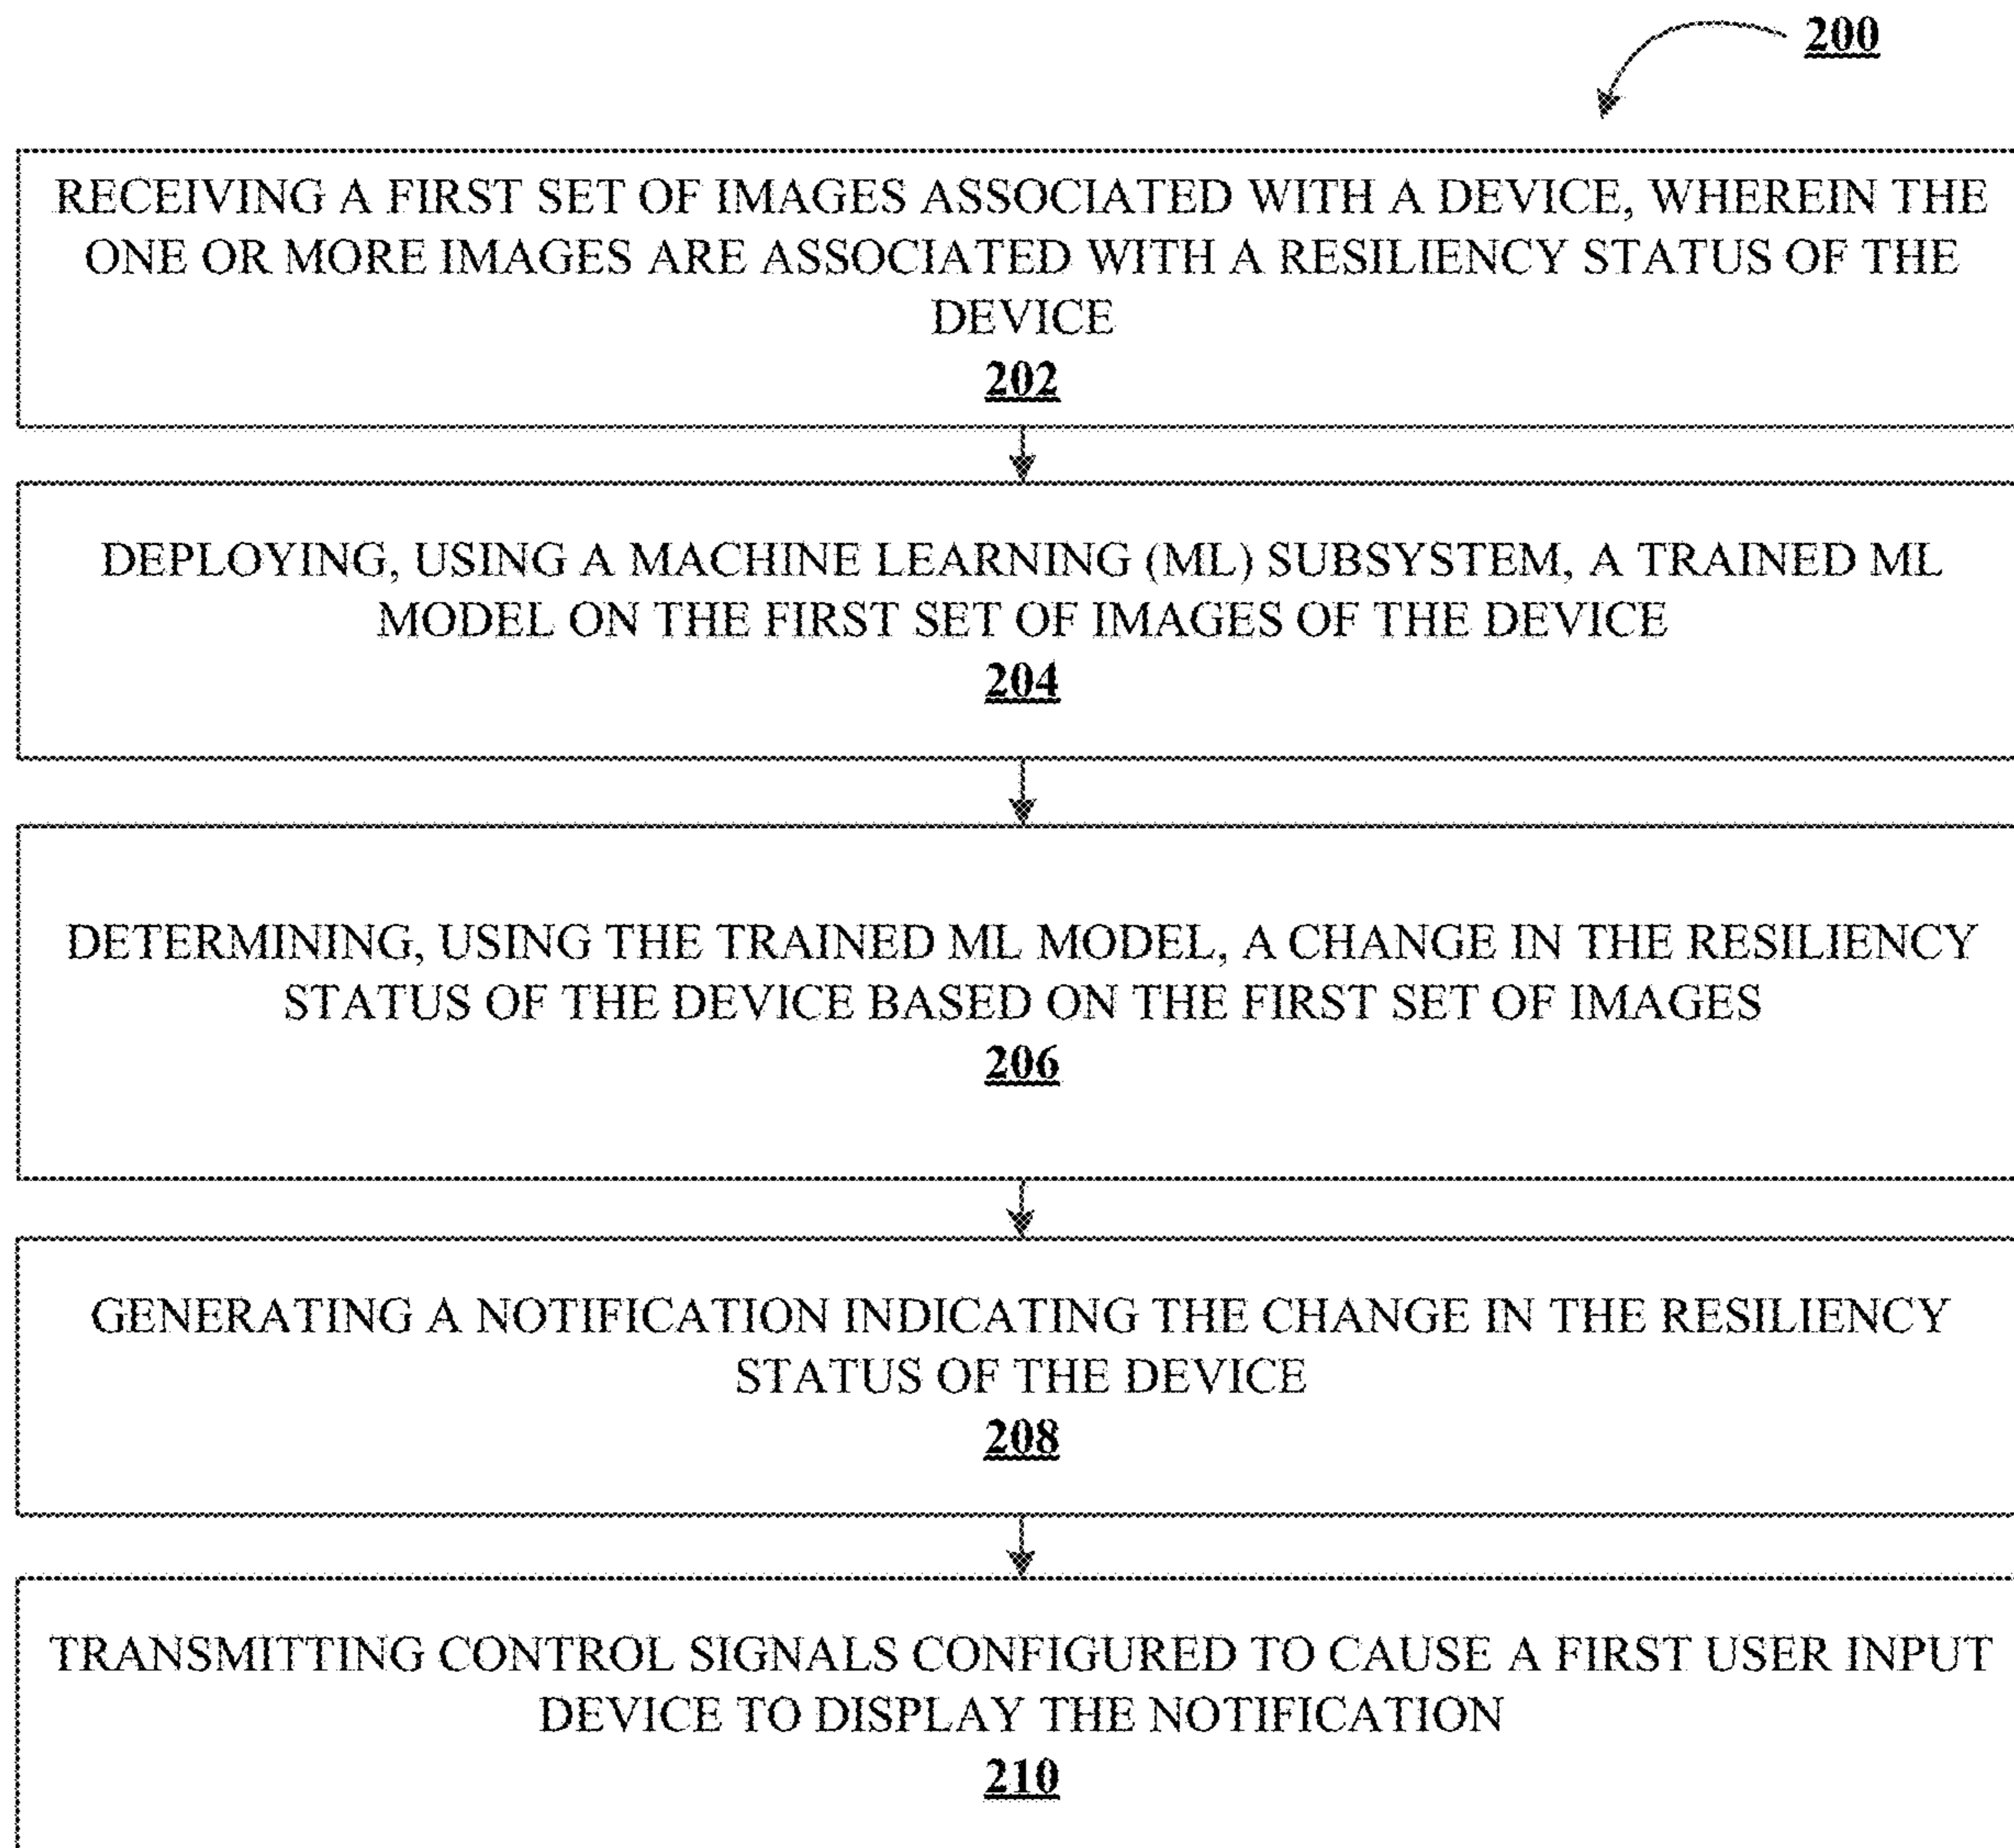 200
RECEIVING A FIRST SET OF IMAGES ASSOCIATED WITH A DEVICE, WHEREIN THE
ONE OR MORE IMAGES ARE ASSOCIATED WITH A RESILIENCY STATUS OF THE
DEVICE
202
DEPLOYING, USING A MACHINE LEARNING (ML) SUBSYSTEM, A TRAINED ML
MODEL ON THE FIRST SET OF IMAGES OF THE DEVICE
204
DETERMINING, USING THE TRAINED ML MODEL, A CHANGE IN THE RESILIENCY
STATUS OF THE DEVICE BASED ON THE FIRST SET OF IMAGES
206
GENERATING A NOTIFICATION INDICATING THE CHANGE IN THE RESILIENCY
STATUS OF THE DEVICE
208
TRANSMITTING CONTROL SIGNALS CONFIGURED TO CAUSE A FIRST USER INPUT
DEVICE TO DISPLAY THE NOTIFICATION
210